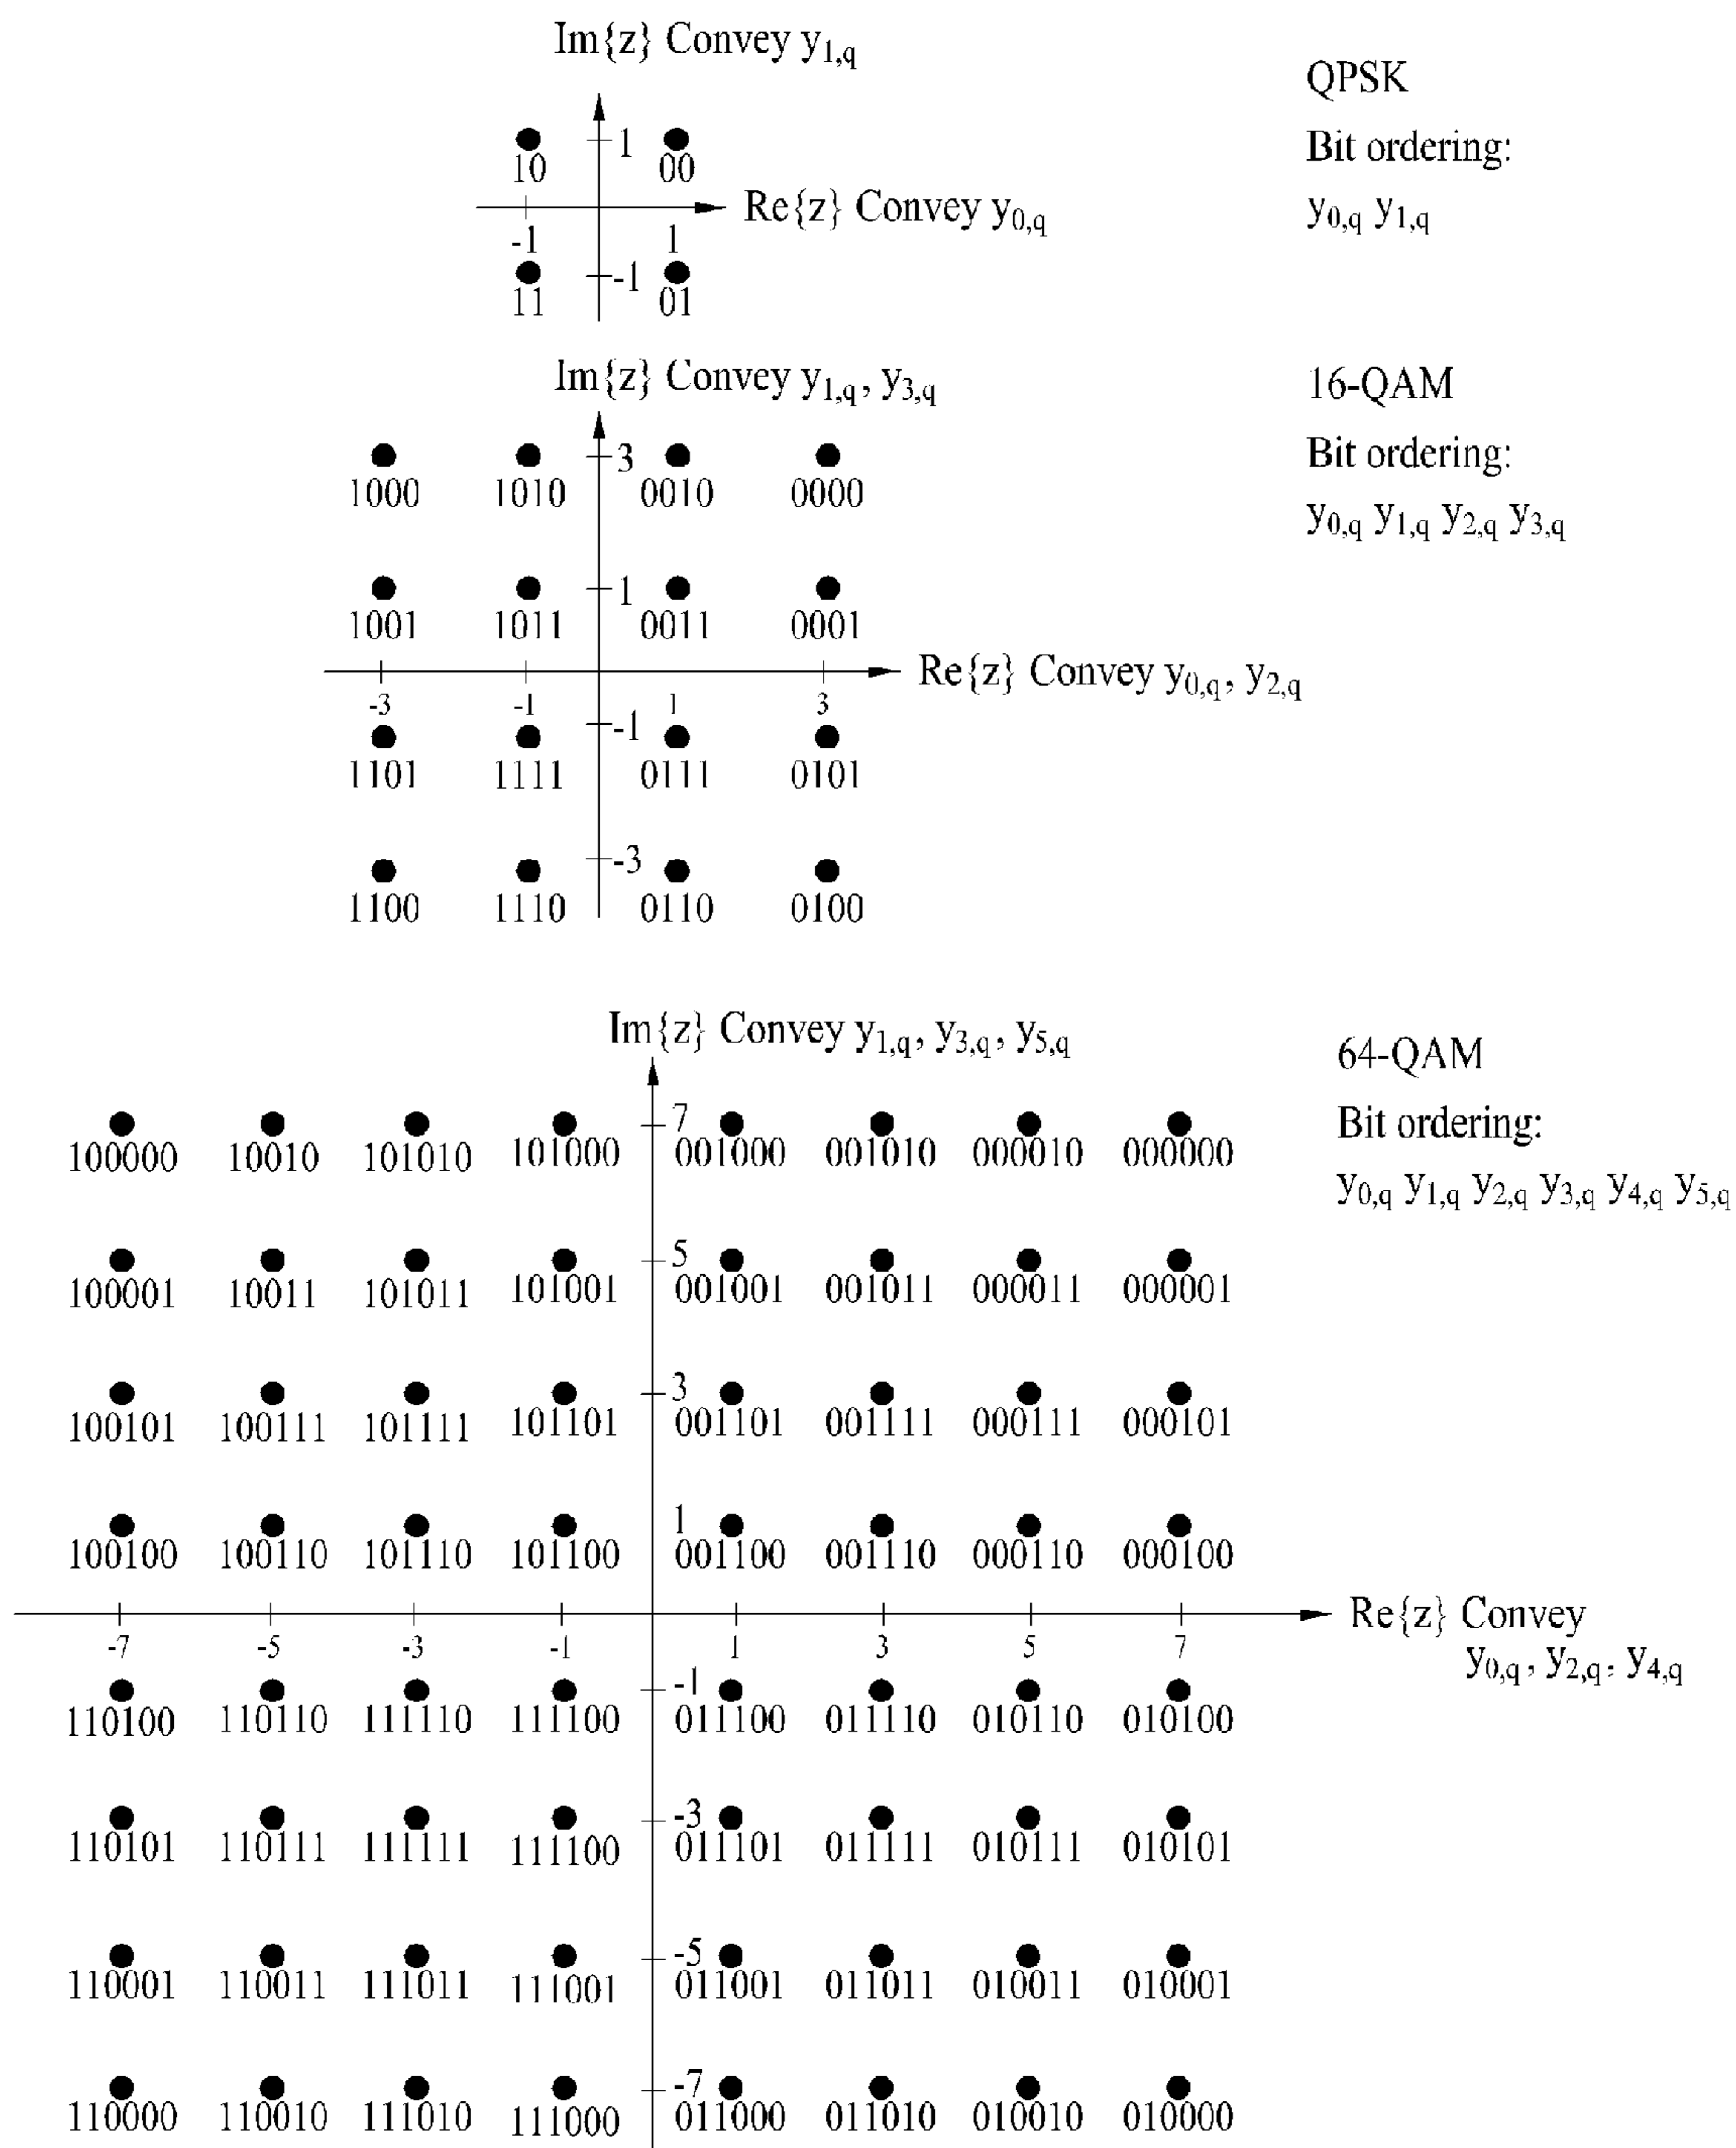 Im{z} Convey y1,q
QPSK
Bit ordering:
y0,q y1,q
10 1 00
Re{z} Convey y0,q
-1 1
11 -1 01
Im{z} Convey y1,q, y3,q
16-QAM
Bit ordering:
y0,q y1,q y2,q y3,q
3
1000 1010 0010 0000
1
1001 1011 0011 0001
Re{z} Convey y0,q, y2,q
-3 -1 1 3
-1
1101 1111 0111 0101
-3
1100 1110 0110 0100
Im{z} Convey y1,q, y3,q, y5,q
64-QAM
Bit ordering:
y0,q y1,q y2,q y3,q y4,q y5,q
7
100000 10010 101010 101000 001000 001010 000010 000000
5
100001 10011 101011 101001 001001 001011 000011 000001
3
100101 100111 101111 101101 001101 001111 000111 000101
1
100100 100110 101110 101100 001100 001110 000110 000100
Re{z} Convey
y0,q, y2,q, y4,q
-7 -5 -3 -1 1 3 5 7
-1
110100 110110 111110 111100 011100 011110 010110 010100
-3
110101 110111 111111 111100 011101 011111 010111 010101
-5
110001 110011 111011 111001 011001 011011 010011 010001
-7
110000 110010 111010 111000 011000 011010 010010 010000